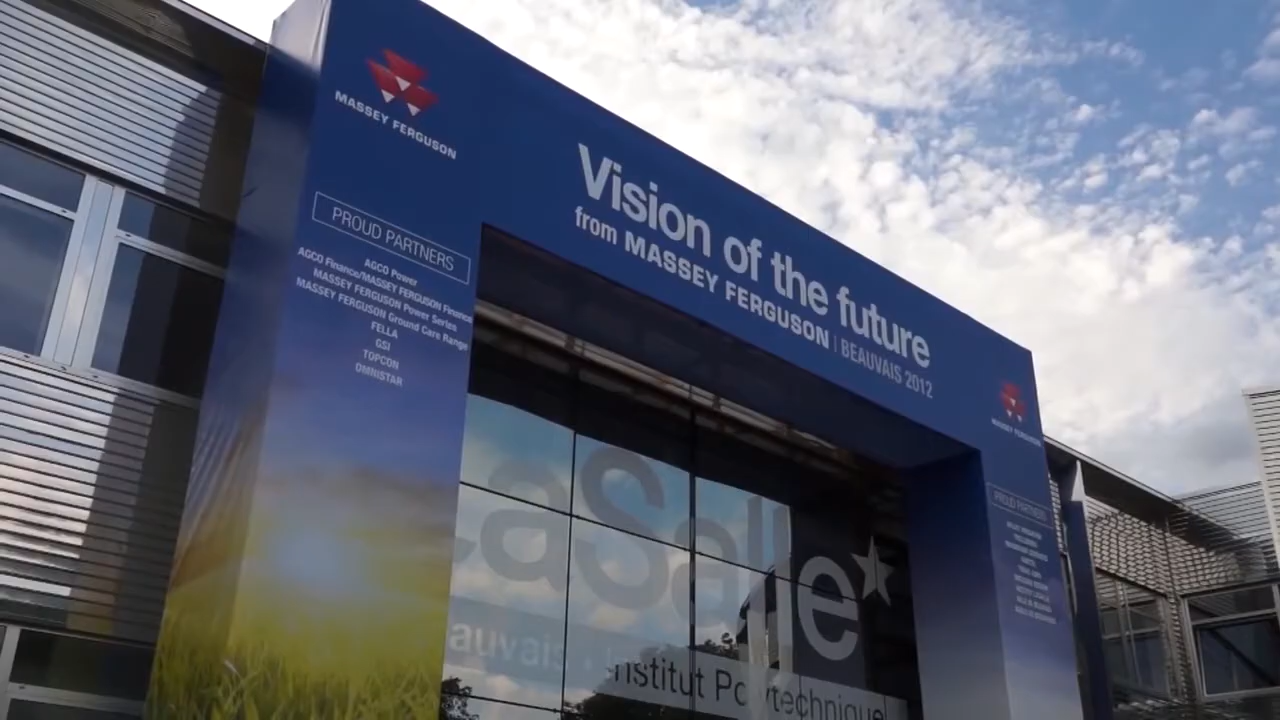 MASSEY FERGUSON
PROUD PARTNERS
AGCO Power
AGCO Finance/MASSEY FERGUSON Finance
MASSEY FERGUSON Power Series
MASSEY FERGUSON Ground Care Range
FELLA
GSI
TOPCON
OMNISTAR
Vision of the future
from MASSEY FERGUSON | BEAUVAIS 2012
aSalle
auvais
Institut Polytechnique
MASSEY FERGUSON
PROUD PARTNERS